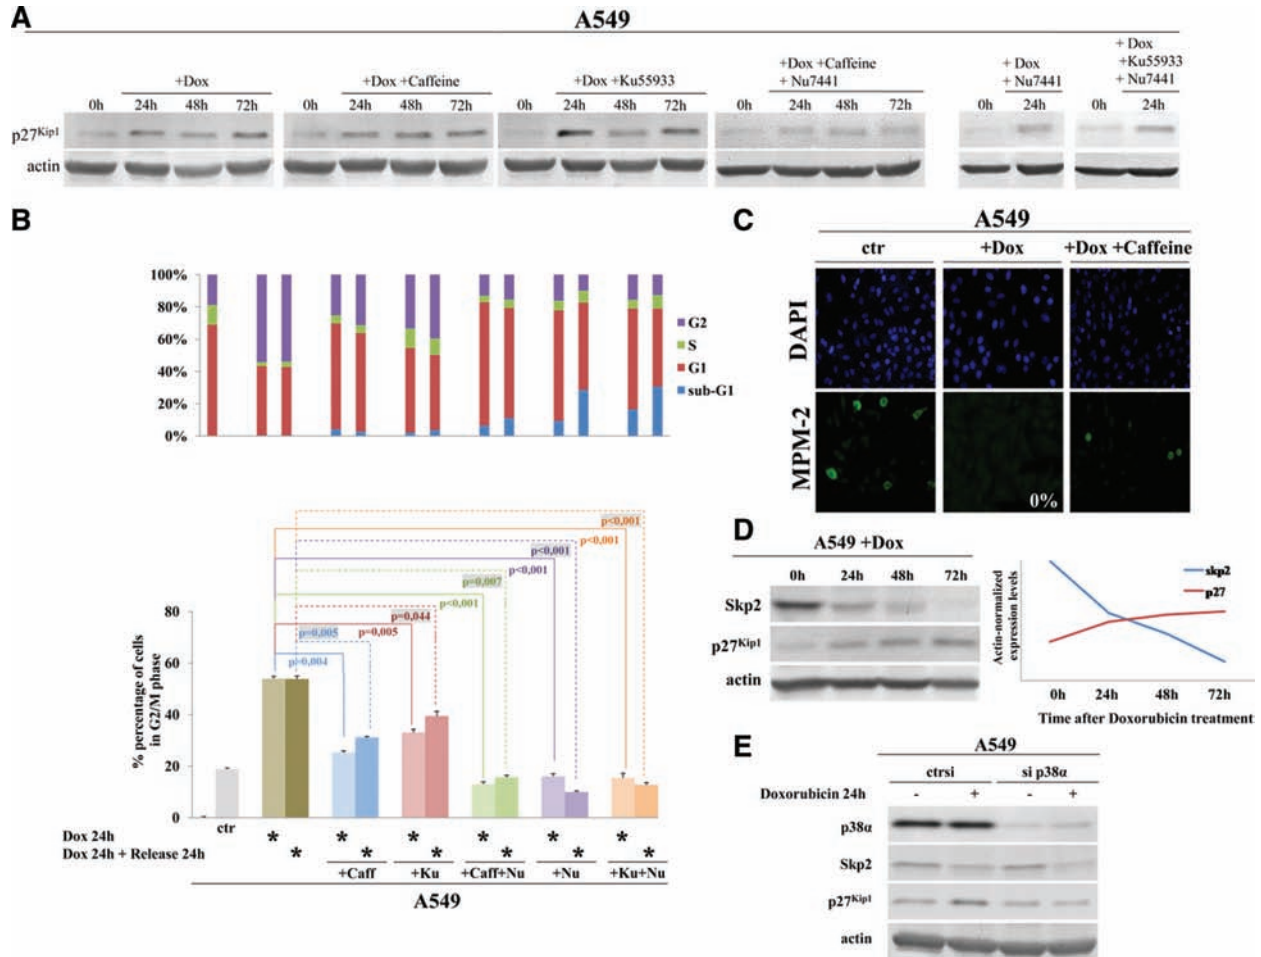 A
A549
+Dox
+Dox +Caffeine
+Dox +Ku55933
+Dox +Caffeine
+ Nu7441
+ Dox
+ Nu7441
+ Dox
+Ku55933
+ Nu7441
0h 24h 48h 72h 0h 24h 48h 72h 0h 24h 48h 72h 0h 24h 48h 72h 0h 24h 0h 24h
p27Kip1
actin
B
100%
80%
60%
40%
20%
0%
G2
S
G1
sub-G1
p<0,001
p<0,001
p<0,001
p<0,001
p=0,007
p<0,001
p=0,044
p=0,005
p=0,005
p=0,004
% percentage of cells
in G2/M phase
80
60
40
20
0
ctr
Dox 24h * * * * * *
Dox 24h + Release 24h * * * * * *
+Caff +Ku +Caff+Nu +Nu +Ku+Nu
A549
C
A549
ctr +Dox +Dox +Caffeine
DAPI
MPM-2
0%
D
A549 +Dox
0h 24h 48h 72h
Skp2
p27Kip1
actin
Actin-normalized
expression levels
skp2
p27
0h 24h 48h 72h
Time after Doxorubicin treatment
E
A549
ctrsi si p38α
Doxorubicin 24h - + - +
p38α
Skp2
p27Kip1
actin